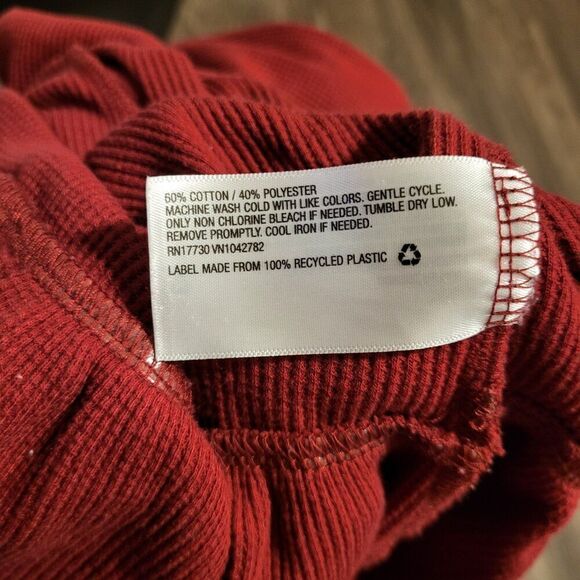 60% COTTON / 40% POLYESTER
MACHINE WASH COLD WITH LIKE COLORS. GENTLE CYCLE.
ONLY NON CHLORINE BLEACH IF NEEDED. TUMBLE DRY LOW.
REMOVE PROMPTLY. COOL IRON IF NEEDED.
RN17730 VN1042782
LABEL MADE FROM 100% RECYCLED PLASTIC